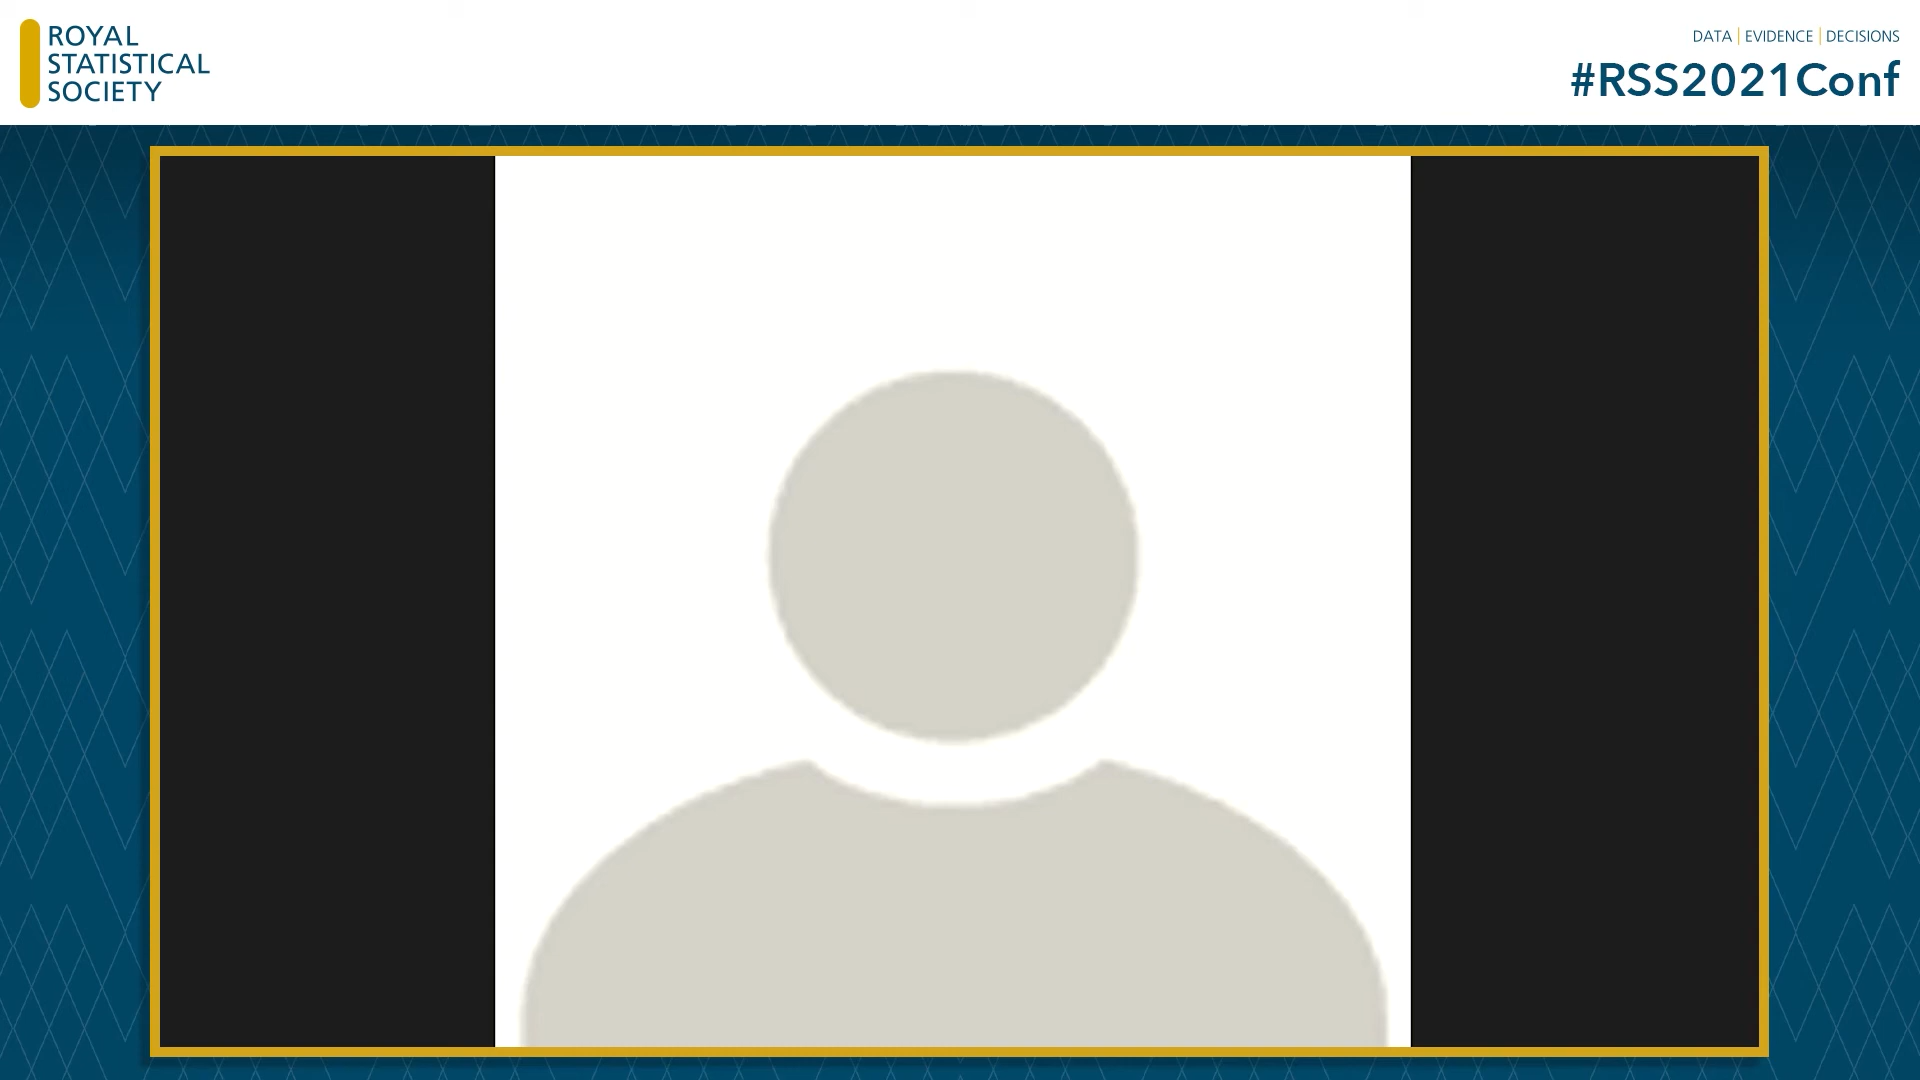 ROYAL
STATISTICAL
SOCIETY
DATA | EVIDENCE | DECISIONS
#RSS2021Conf